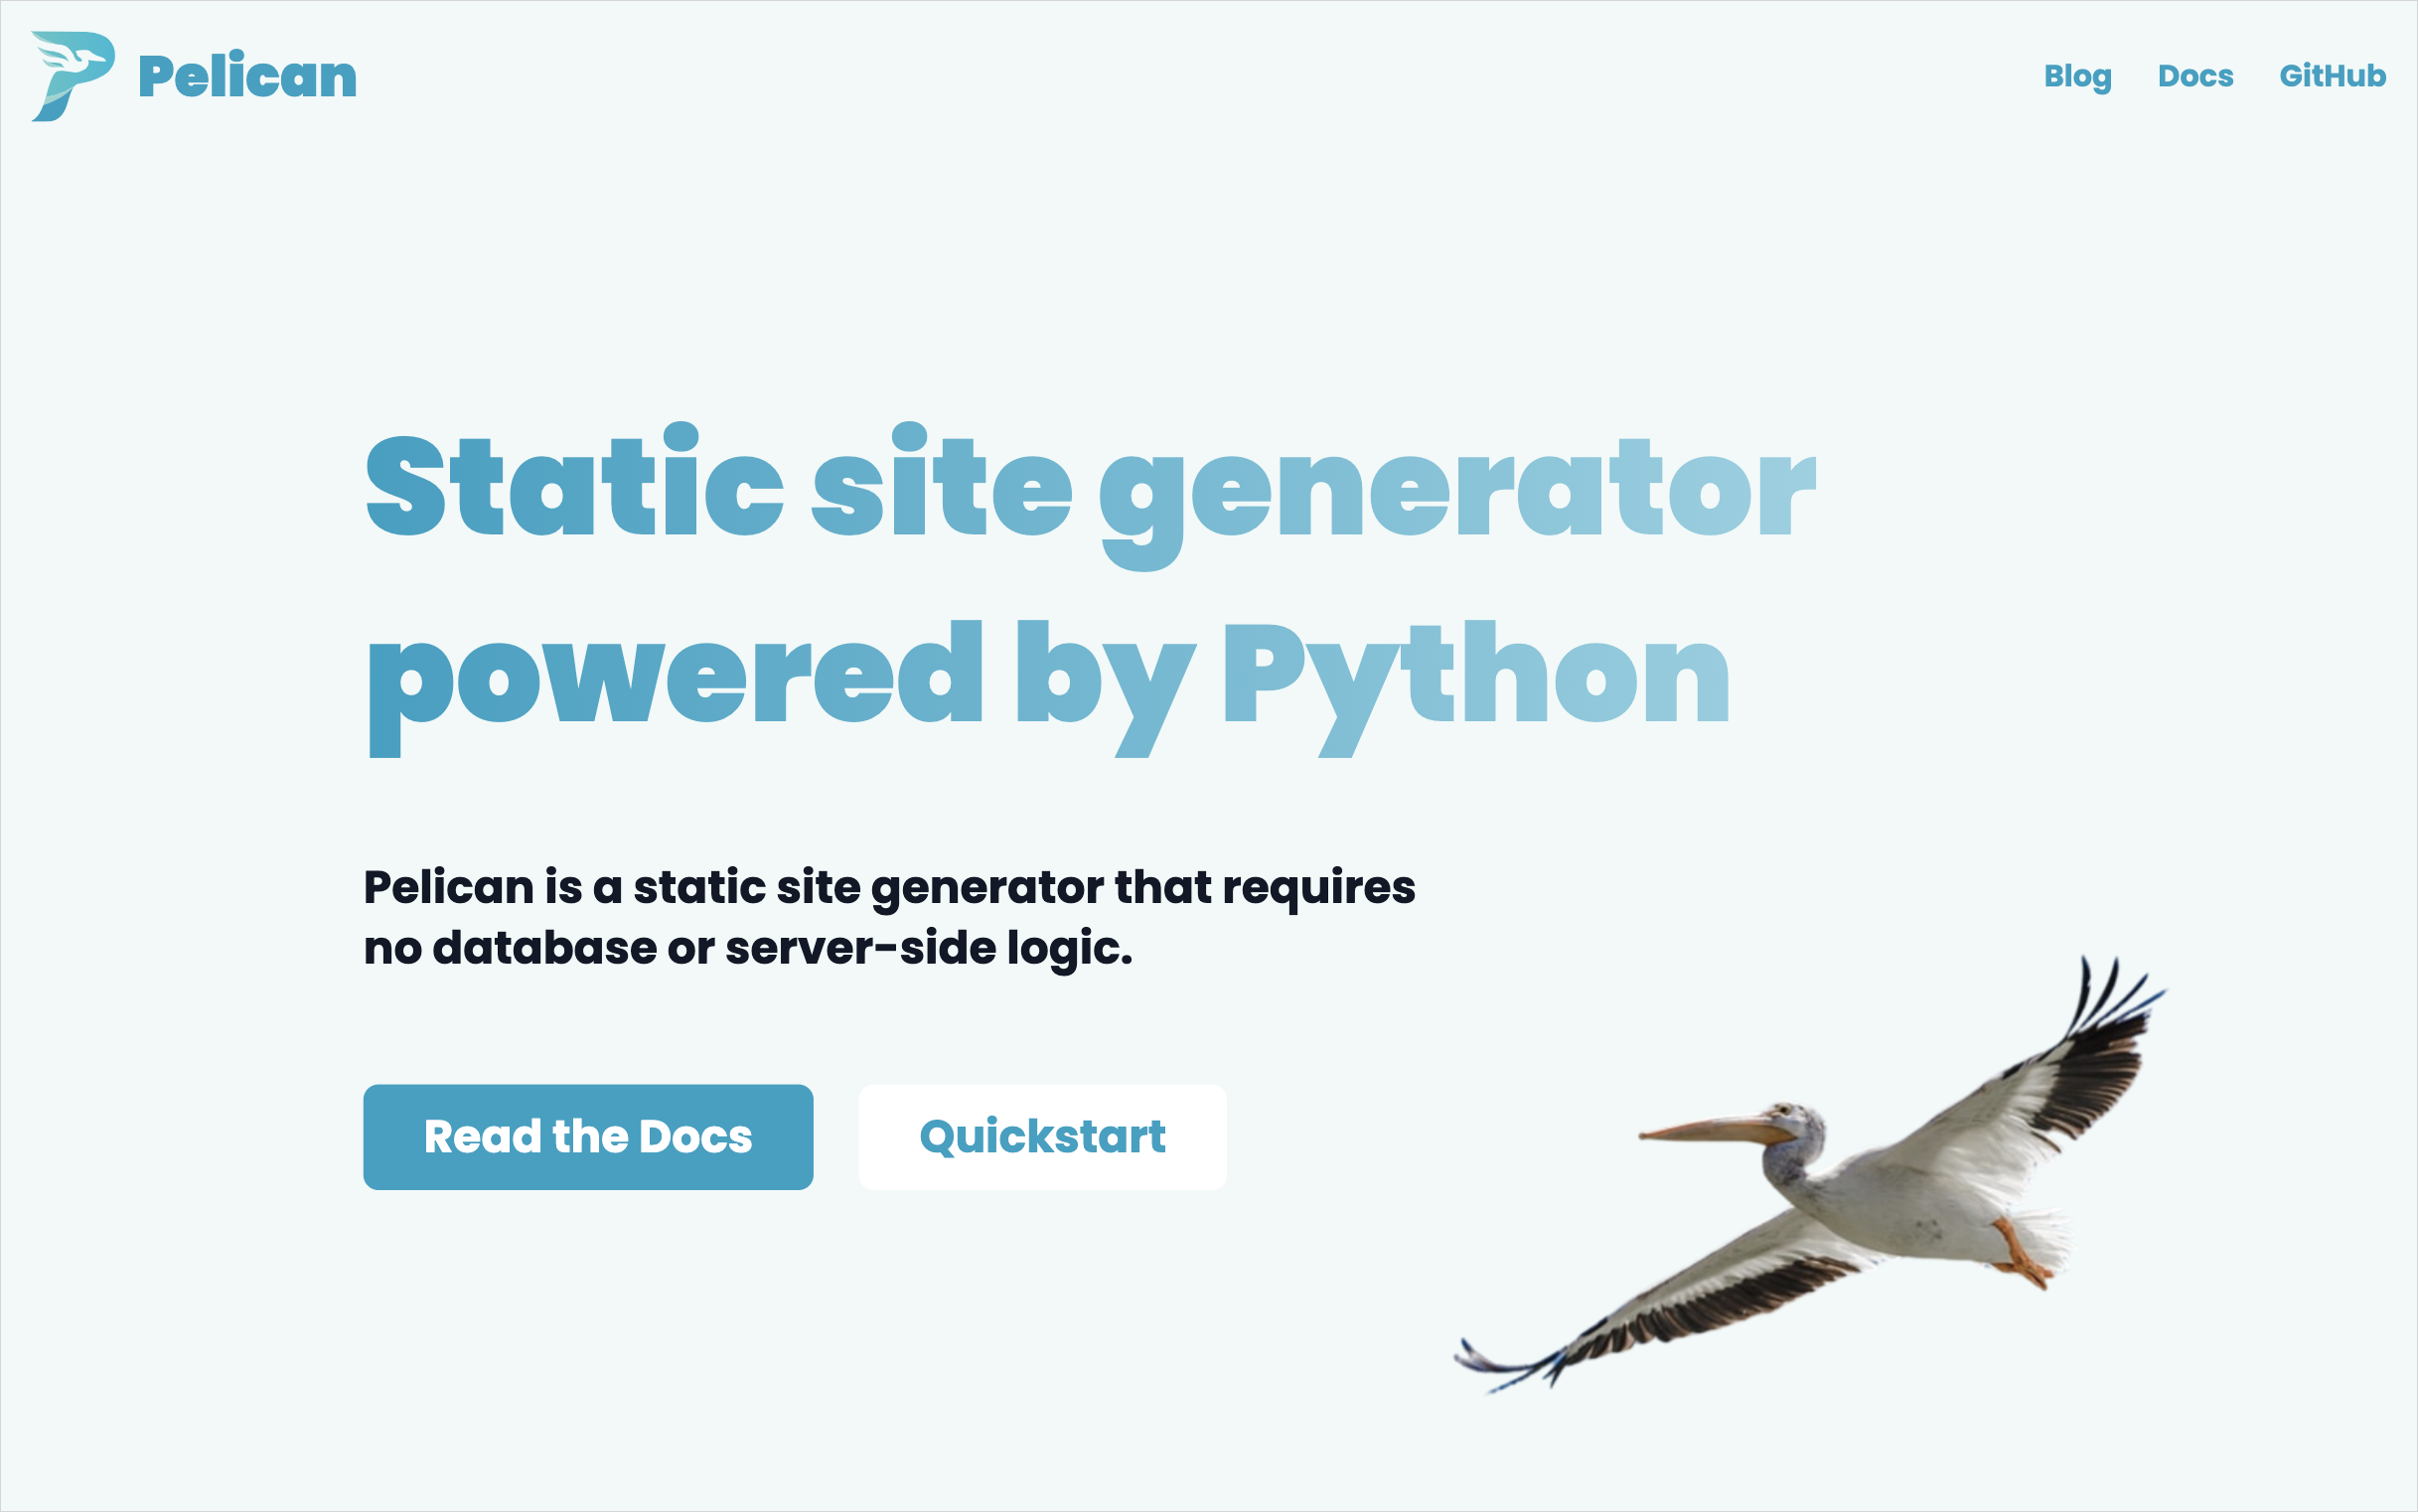 Pelican
Blog Docs GitHub
Static site generator
powered by Python
Pelican is a static site generator that requires
no database or server-side logic.
Read the Docs
Quickstart